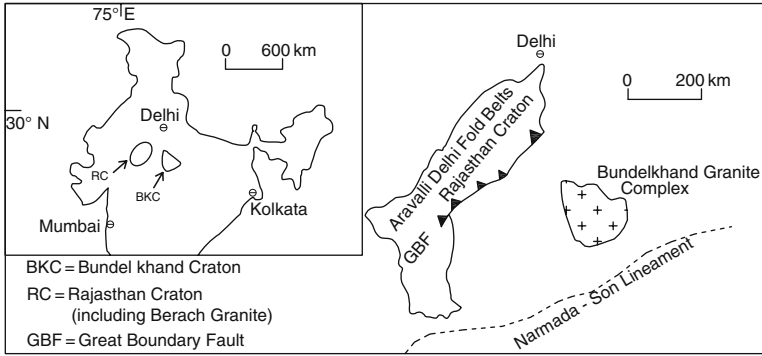 75° E
0 600 km
30° N
Delhi
RC
BKC
Mumbai
Kolkata
BKC = Bundel khand Craton
RC = Rajasthan Craton
(including Berach Granite)
GBF = Great Boundary Fault
Delhi
0 200 km
Aravalli Delhi Fold Belts
Rajasthan Craton
GBF
Bundelkhand Granite
Complex
Narmada - Son Lineament